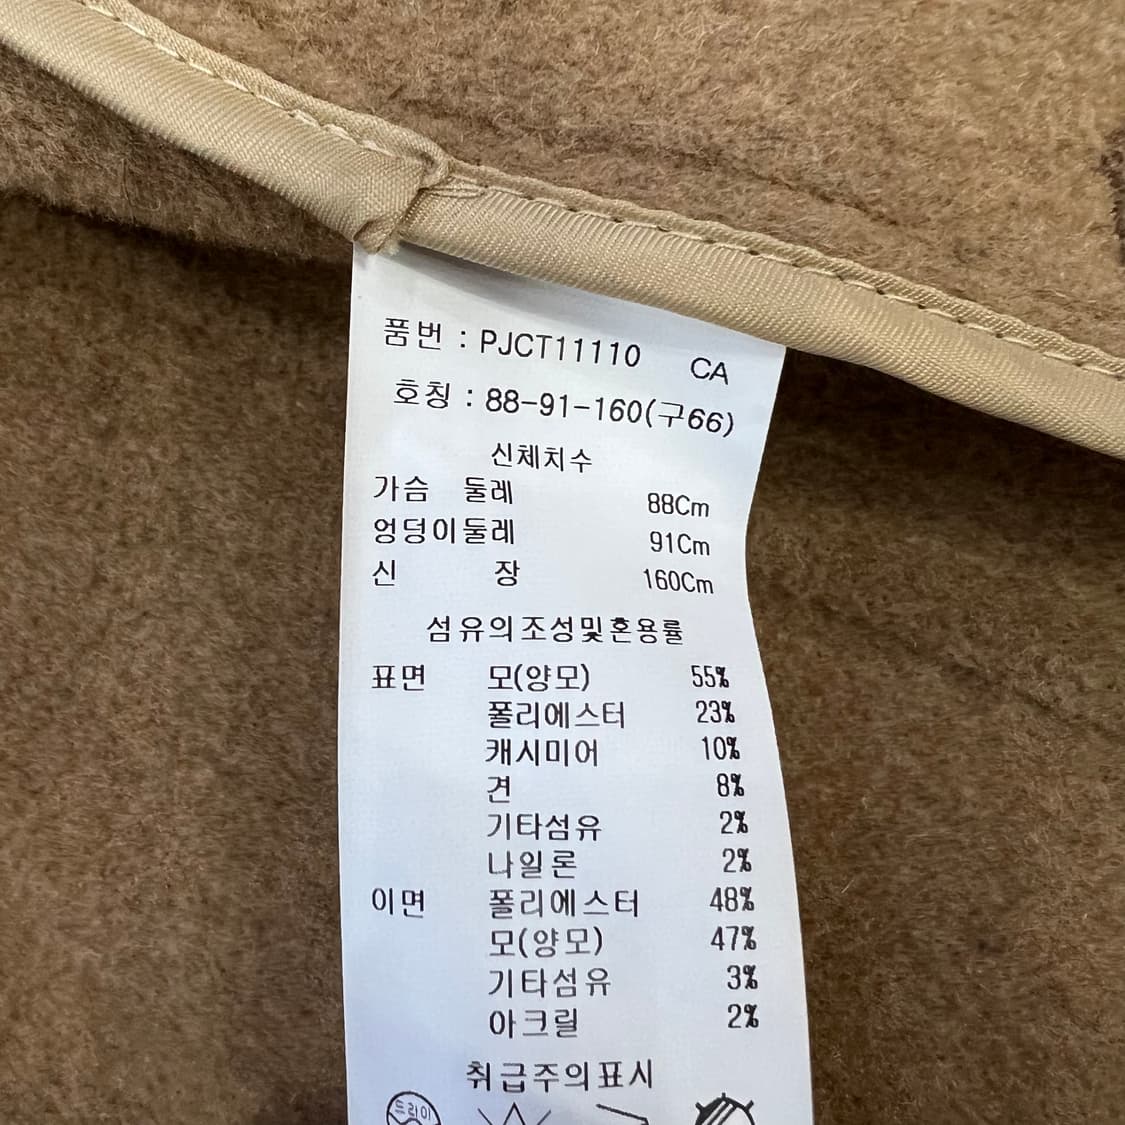 품번 : PJCT11110 CA
호칭 : 88-91-160(구66)
신체치수
가슴 둘레 88Cm
엉덩이둘레 91Cm
신 장 160Cm
섬유의조성및혼용률
표면 모(양모) 55%
폴리에스터 23%
캐시미어 10%
견 8%
기타섬유 2%
나일론 2%
이면 폴리에스터 48%
모(양모) 47%
기타섬유 3%
아크릴 2%
취급주의표시
드라이